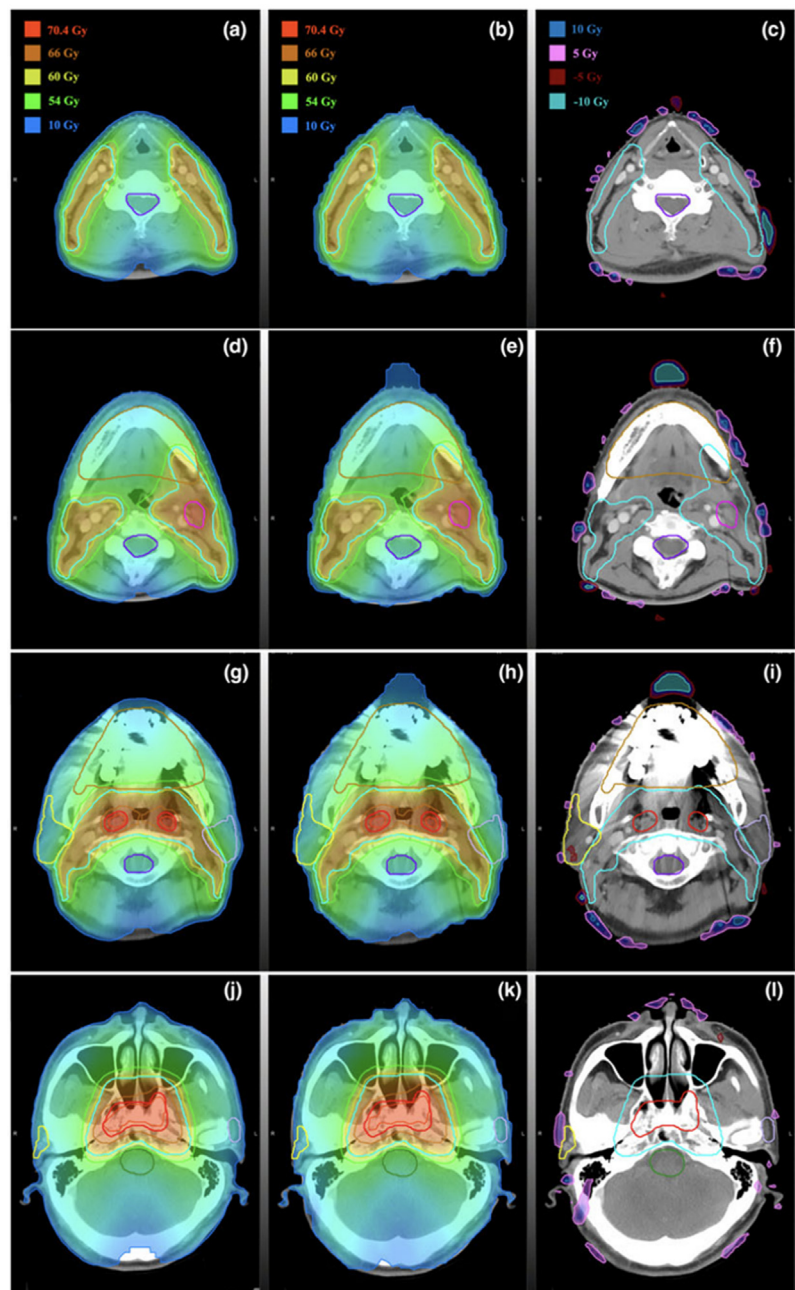 70.4 Gy
66 Gy
60 Gy
54 Gy
10 Gy
(a)
70.4 Gy
66 Gy
60 Gy
54 Gy
10 Gy
(b)
10 Gy
5 Gy
-5 Gy
-10 Gy
(c)
R
L
R
L
R
L
(d)
(e)
(f)
R
L
R
L
R
L
(g)
(h)
(i)
R
L
R
L
R
L
(j)
(k)
(l)
R
L
R
L
R
L